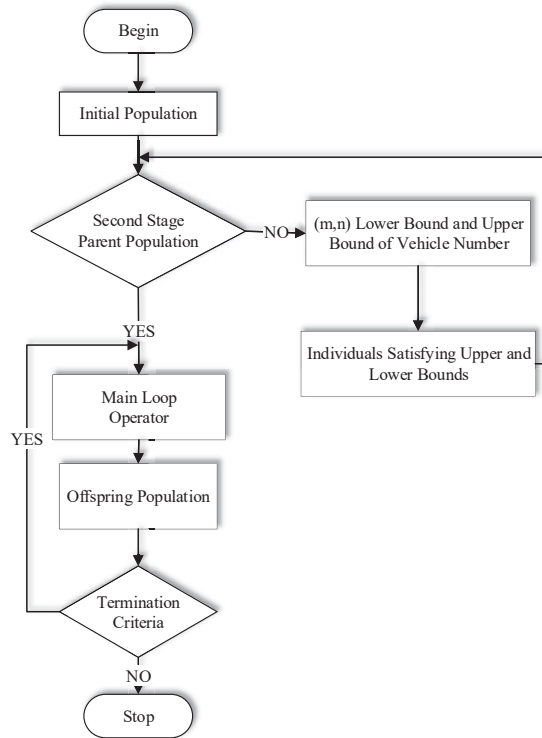 Begin
Initial Population
Second Stage
Parent Population
NO
(m,n) Lower Bound and Upper
Bound of Vehicle Number
YES
Individuals Satisfying Upper and
Lower Bounds
Main Loop
Operator
YES
Offspring Population
Termination
Criteria
NO
Stop